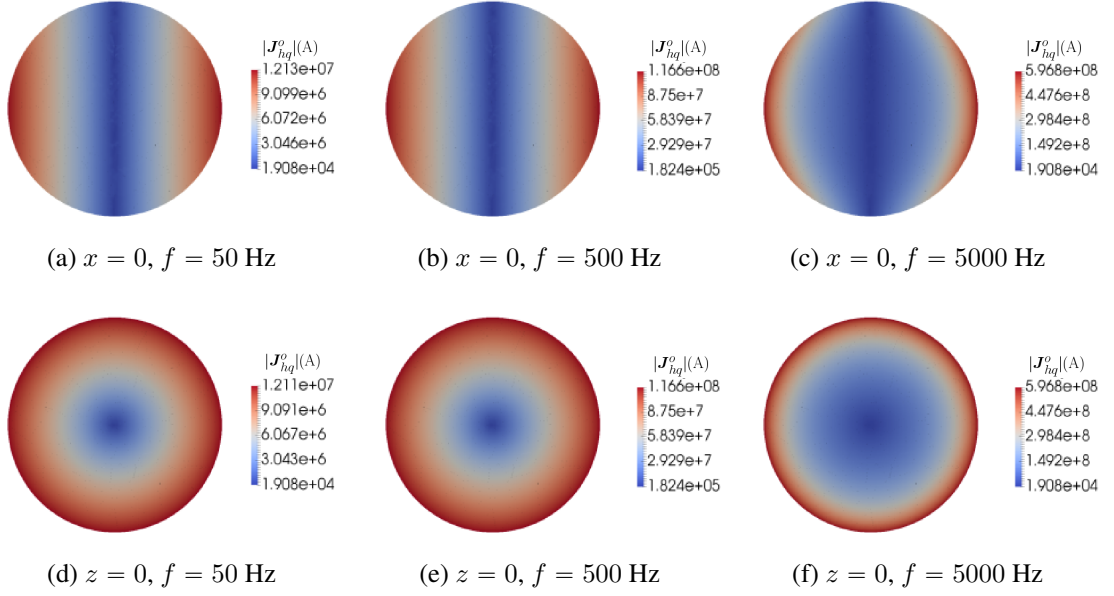 |J^o_hq|(A)
1.213e+07
9.099e+6
6.072e+6
3.046e+6
1.908e+04
|J^o_hq|(A)
1.166e+08
8.75e+7
5.839e+7
2.929e+7
1.824e+05
|J^o_hq|(A)
5.968e+08
4.476e+8
2.984e+8
1.492e+8
1.908e+04
(a) x = 0, f = 50 Hz
(b) x = 0, f = 500 Hz
(c) x = 0, f = 5000 Hz
|J^o_hq|(A)
1.211e+07
9.091e+6
6.067e+6
3.043e+6
1.908e+04
|J^o_hq|(A)
1.166e+08
8.75e+7
5.839e+7
2.929e+7
1.824e+05
|J^o_hq|(A)
5.968e+08
4.476e+8
2.984e+8
1.492e+8
1.908e+04
(d) z = 0, f = 50 Hz
(e) z = 0, f = 500 Hz
(f) z = 0, f = 5000 Hz